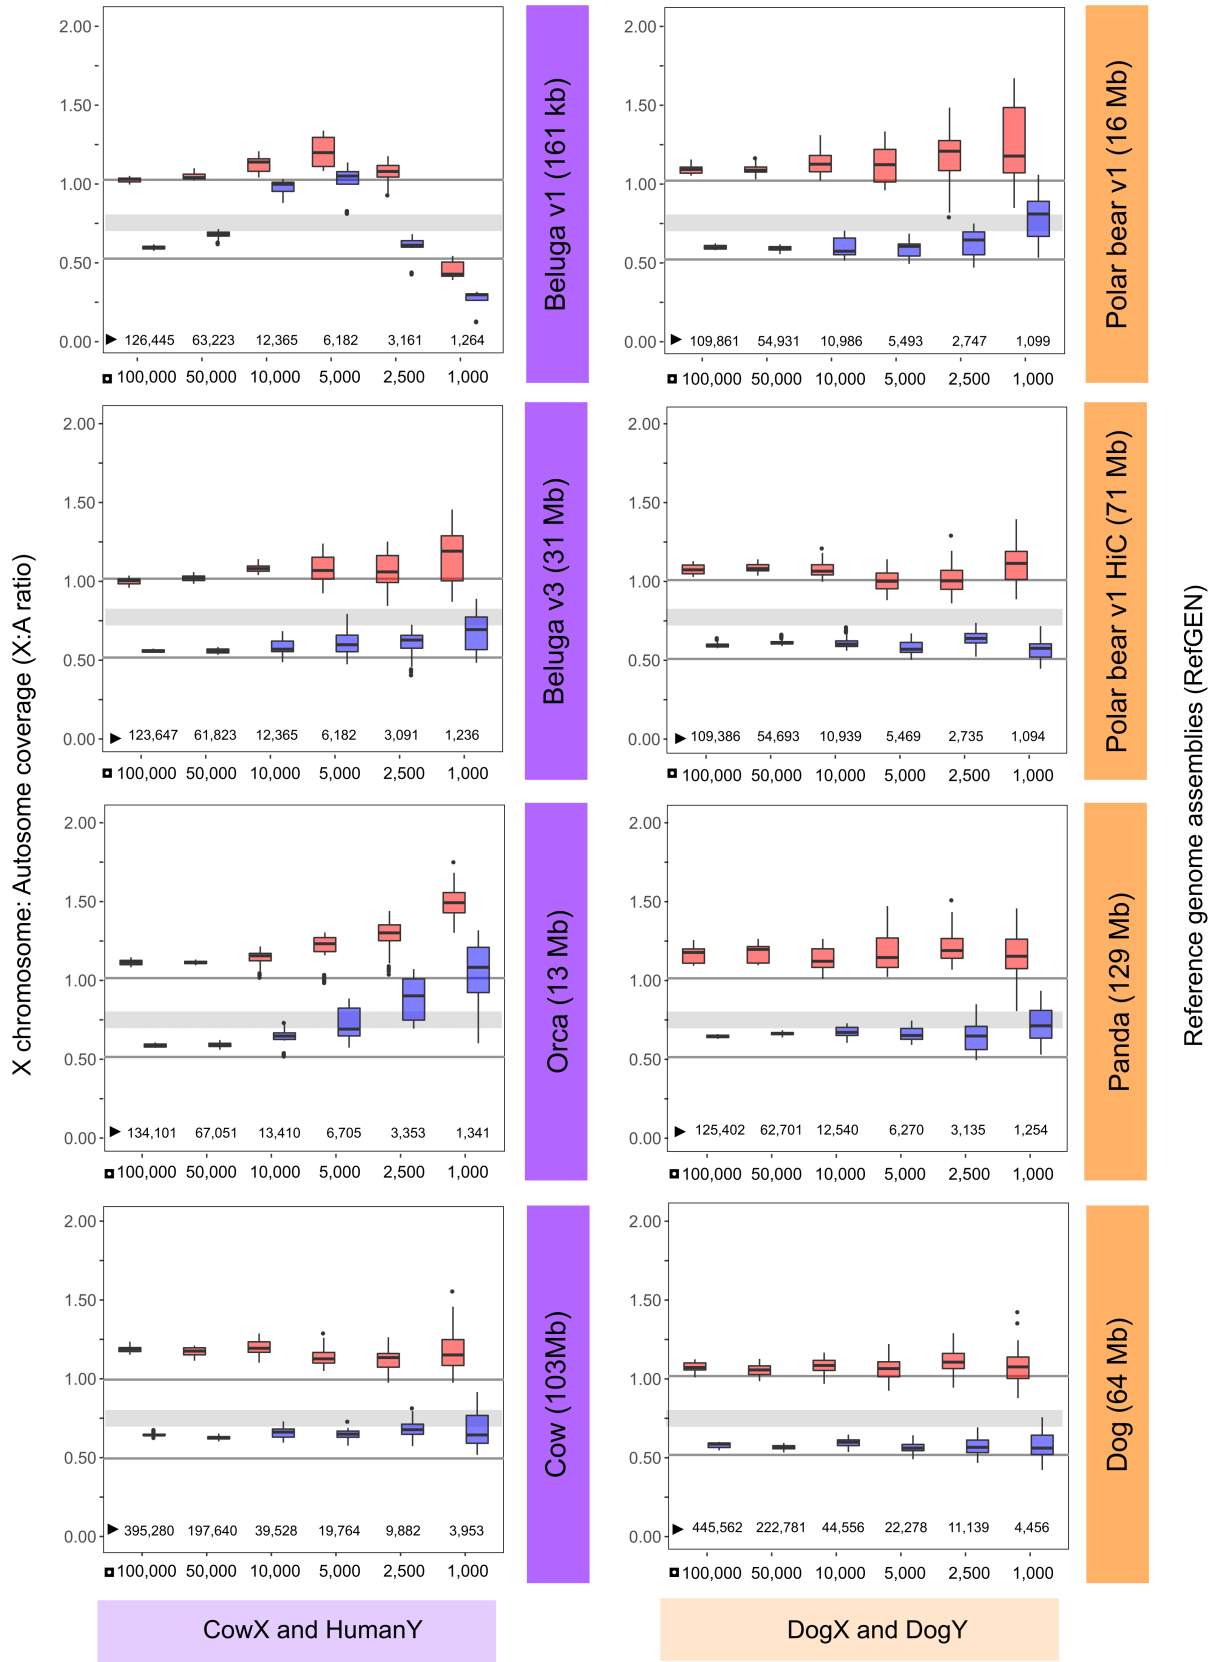 X chromosome: Autosome coverage (X:A ratio)
2.00
1.50
1.00
0.50
0.00
126,445 63,223 12,365 6,182 3,161 1,264
100,000 50,000 10,000 5,000 2,500 1,000
Beluga v1 (161 kb)
2.00
1.50
1.00
0.50
0.00
109,861 54,931 10,986 5,493 2,747 1,099
100,000 50,000 10,000 5,000 2,500 1,000
Polar bear v1 (16 Mb)
2.00
1.50
1.00
0.50
0.00
123,647 61,823 12,365 6,182 3,091 1,236
100,000 50,000 10,000 5,000 2,500 1,000
Beluga v3 (31 Mb)
2.00
1.50
1.00
0.50
0.00
109,386 54,693 10,939 5,469 2,735 1,094
100,000 50,000 10,000 5,000 2,500 1,000
Polar bear v1 HiC (71 Mb)
2.00
1.50
1.00
0.50
0.00
134,101 67,051 13,410 6,705 3,353 1,341
100,000 50,000 10,000 5,000 2,500 1,000
Orca (13 Mb)
2.00
1.50
1.00
0.50
0.00
125,402 62,701 12,540 6,270 3,135 1,254
100,000 50,000 10,000 5,000 2,500 1,000
Panda (129 Mb)
2.00
1.50
1.00
0.50
0.00
395,280 197,640 39,528 19,764 9,882 3,953
100,000 50,000 10,000 5,000 2,500 1,000
Cow (103Mb)
2.00
1.50
1.00
0.50
0.00
445,562 222,781 44,556 22,278 11,139 4,456
100,000 50,000 10,000 5,000 2,500 1,000
Dog (64 Mb)
CowX and HumanY
DogX and DogY
Reference genome assemblies (RefGEN)